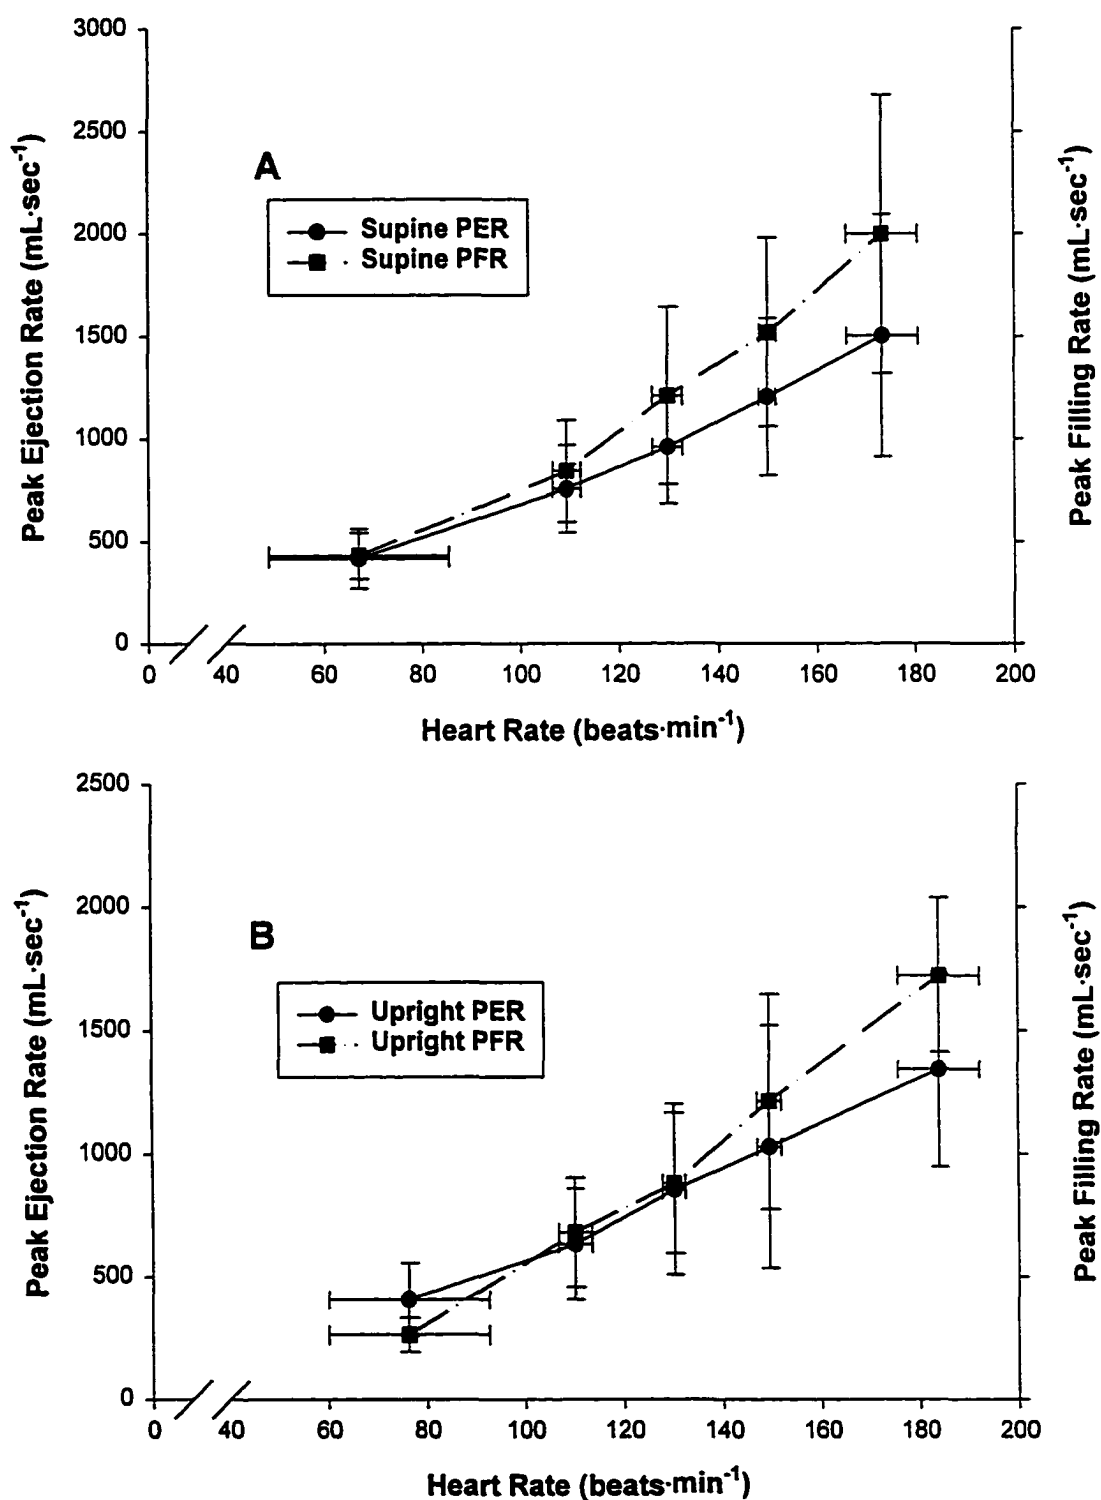 3000
2500
2000
1500
1000
500
0
Peak Ejection Rate (mL·sec⁻¹)
A
Supine PER
Supine PFR
Peak Filling Rate (mL·sec⁻¹)
0 40 60 80 100 120 140 160 180 200
Heart Rate (beats·min⁻¹)
2500
2000
1500
1000
500
0
Peak Ejection Rate (mL·sec⁻¹)
B
Upright PER
Upright PFR
Peak Filling Rate (mL·sec⁻¹)
0 40 60 80 100 120 140 160 180 200
Heart Rate (beats·min⁻¹)